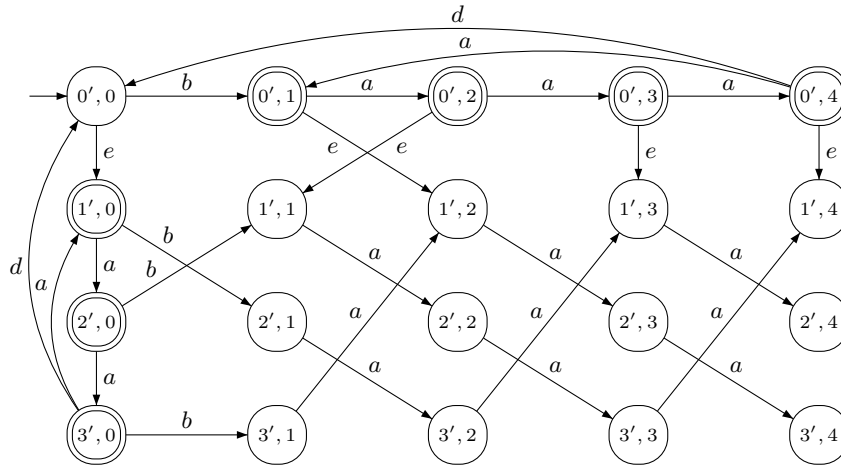 d
a
0′, 0 b 0′, 1 a 0′, 2 a 0′, 3 a 0′, 4
e e e e e
1′, 0 1′, 1 1′, 2 1′, 3 1′, 4
b
d a a b a a a
2′, 0 2′, 1 a 2′, 2 a 2′, 3 a 2′, 4
a a a a
3′, 0 b 3′, 1 3′, 2 3′, 3 3′, 4